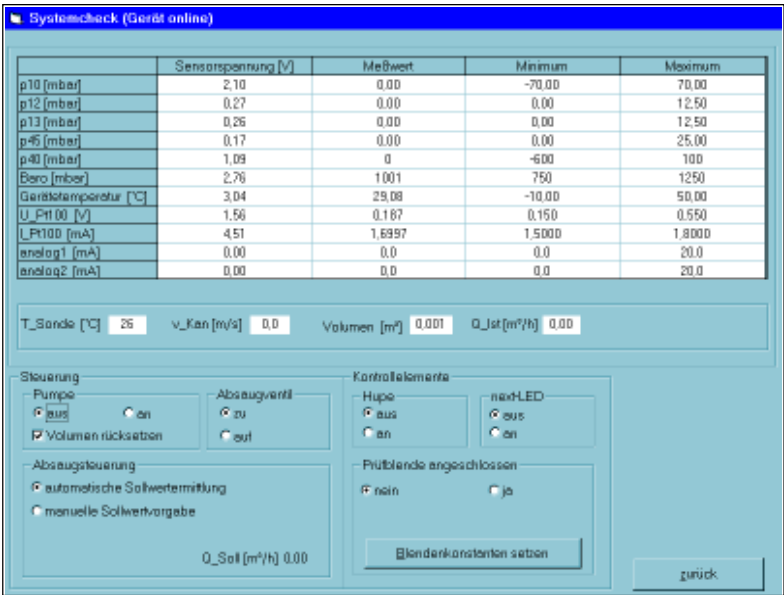 Systemcheck (Gerät online)
Sensorspannung [V] Meßwert Minimum Maximum
p10 [mbar] 2,10 0,00 -70,00 70,00
p12 [mbar] 0,27 0,00 0,00 12,50
p13 [mbar] 0,26 0,00 0,00 12,50
p45 [mbar] 0,17 0,00 0,00 25,00
p40 [mbar] 1,09 0 -600 100
Baro [mbar] 2,76 1001 750 1250
Gerätetemperatur [°C] 3,04 29,08 -10,00 50,00
U_Pt100 [V] 1,56 0,187 0,150 0,550
I_Pt100 [mA] 4,51 1,6997 1,5000 1,8000
analog1 [mA] 0,00 0,0 0,0 20,0
analog2 [mA] 0,00 0,0 0,0 20,0
T_Sonde [°C] 26 v_Kan [m/s] 0,0 Volumen [m³] 0,001 Q_Ist [m³/h] 0,00
Steuerung
Pumpe
aus an
Volumen rücksetzen
Absaugventil
zu
auf
Absaugsteuerung
automatische Sollwertermittlung
manuelle Sollwertvorgabe
Q_Soll [m³/h] 0.00
Kontrollelemente
Hupe
aus
an
next-LED
aus
an
Prüfblende angeschlossen
nein ja
Blendenkonstanten setzen
zurück